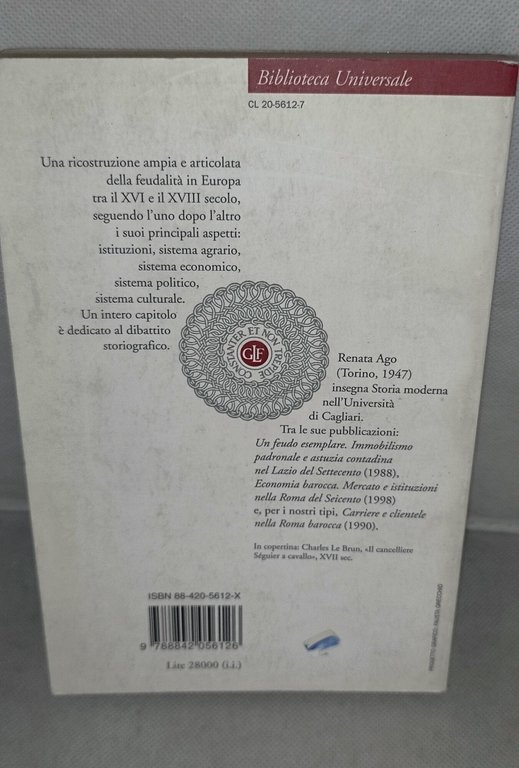 Biblioteca Universale
CL 20-5612-7
Una ricostruzione ampia e articolata
della feudalità in Europa
tra il XVI e il XVIII secolo,
seguendo l'uno dopo l'altro
i suoi principali aspetti:
istituzioni, sistema agrario,
sistema economico,
sistema politico,
sistema culturale.
Un intero capitolo
è dedicato al dibattito
storiografico.
CONSTANTER ET NON TREPIDE
GLF
Renata Ago
(Torino, 1947)
insegna Storia moderna
nell'Università
di Cagliari.
Tra le sue pubblicazioni:
Un feudo esemplare. Immobilismo
padronale e astuzia contadina
nel Lazio del Settecento (1988),
Economia barocca. Mercato e istituzioni
nella Roma del Seicento (1998)
e, per i nostri tipi, Carriere e clientele
nella Roma barocca (1990).
In copertina: Charles Le Brun, «Il cancelliere
Séguier a cavallo», XVII sec.
ISBN 88-420-5612-X
9 788842 056126
Lire 28000 (i.i.)
PROGETTO GRAFICO: FAUSTA ORECCHIO